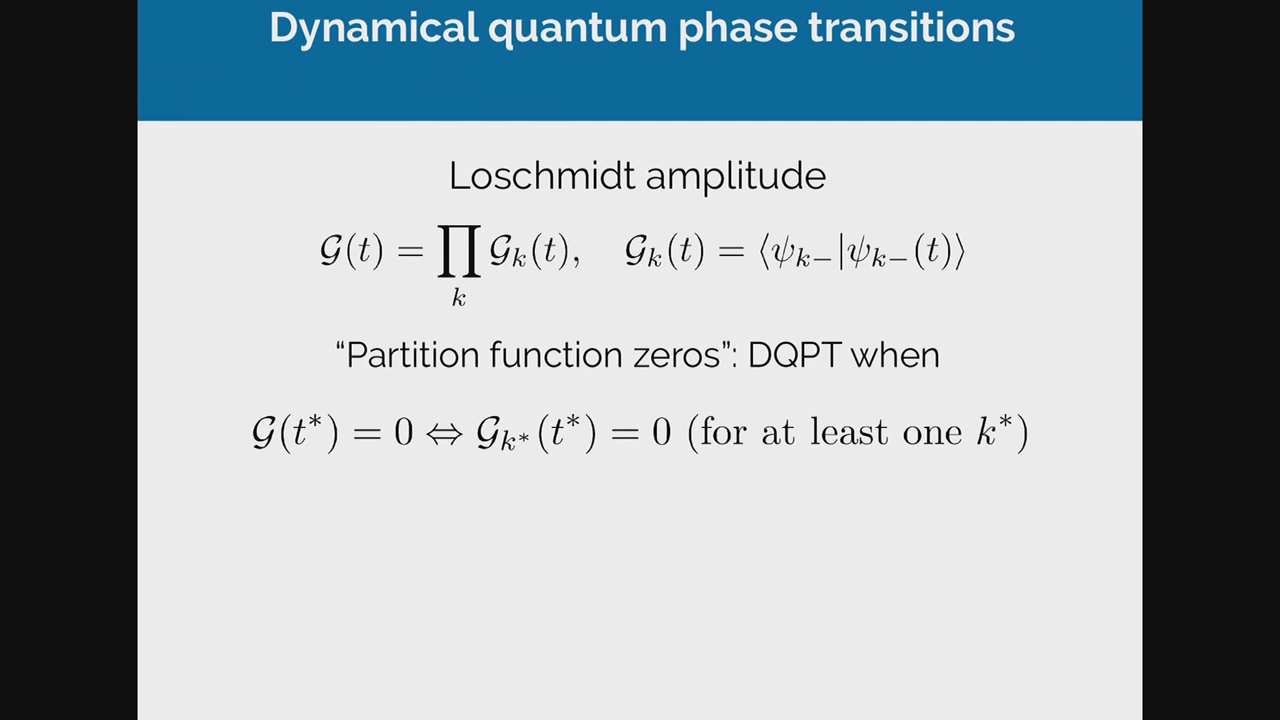 Dynamical quantum phase transitions
Loschmidt amplitude
𝒢(t) = ∏_k 𝒢_k(t),    𝒢_k(t) = ⟨ψ_{k−}|ψ_{k−}(t)⟩
“Partition function zeros”: DQPT when
𝒢(t*) = 0 ⇔ 𝒢_{k*}(t*) = 0 (for at least one k*)